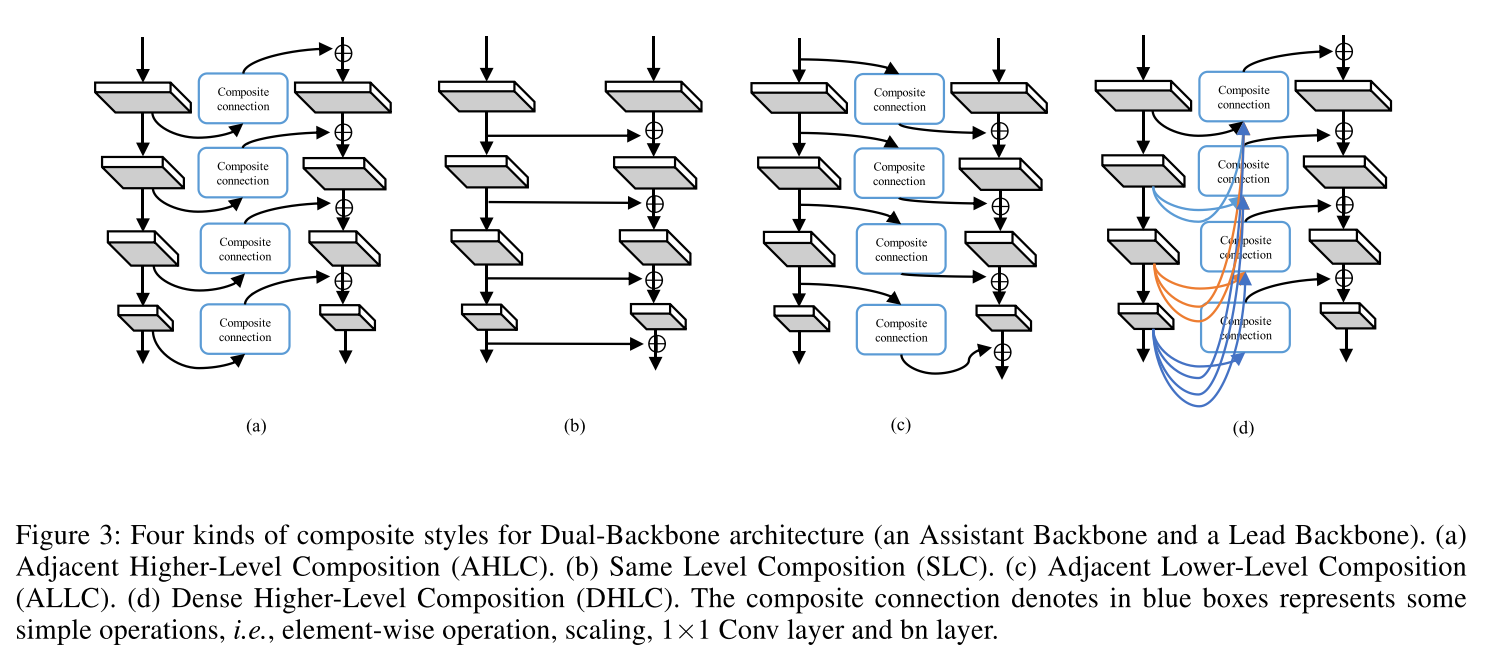 Composite
connection
Composite
connection
Composite
connection
Composite
connection
(a)
(b)
Composite
connection
Composite
connection
Composite
connection
Composite
connection
(c)
Composite
connection
Composite
connection
Composite
connection
Composite
connection
(d)
Figure 3: Four kinds of composite styles for Dual-Backbone architecture (an Assistant Backbone and a Lead Backbone). (a)
Adjacent Higher-Level Composition (AHLC). (b) Same Level Composition (SLC). (c) Adjacent Lower-Level Composition
(ALLC). (d) Dense Higher-Level Composition (DHLC). The composite connection denotes in blue boxes represents some
simple operations, i.e., element-wise operation, scaling, 1×1 Conv layer and bn layer.